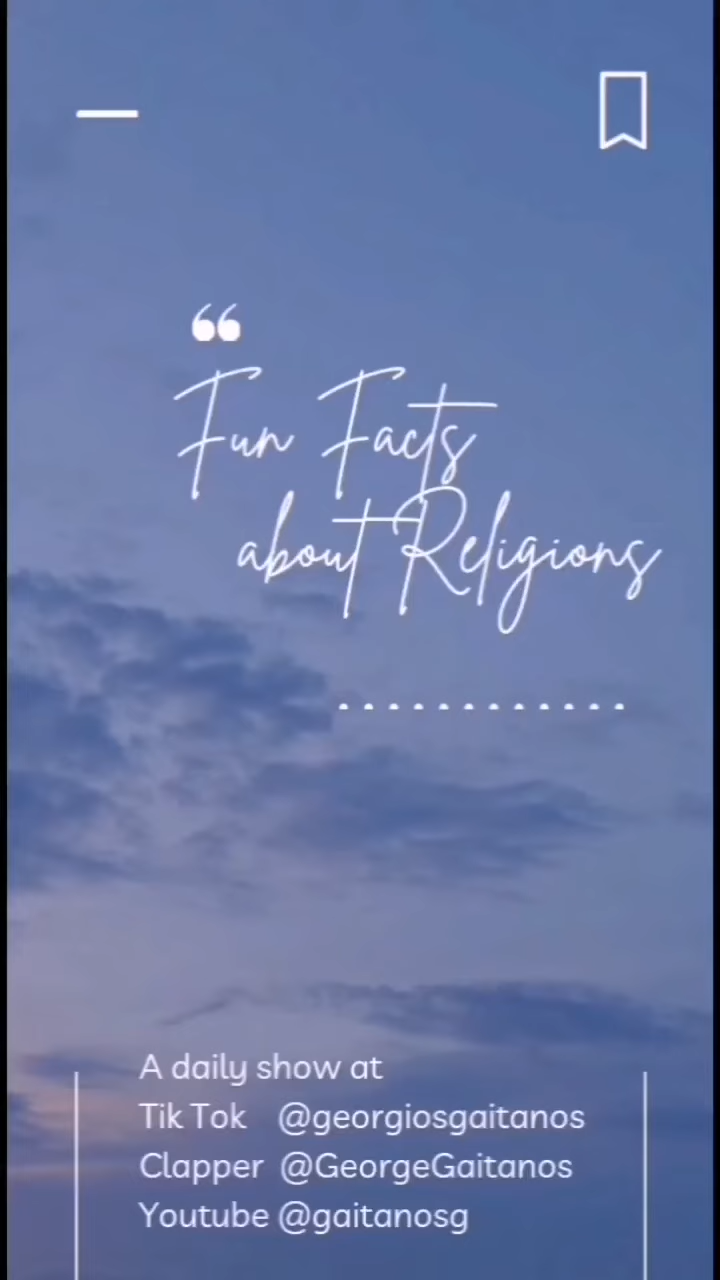 “
Fun Facts
about Religions
A daily show at
Tik Tok @georgiosgaitanos
Clapper @GeorgeGaitanos
Youtube @gaitanosg